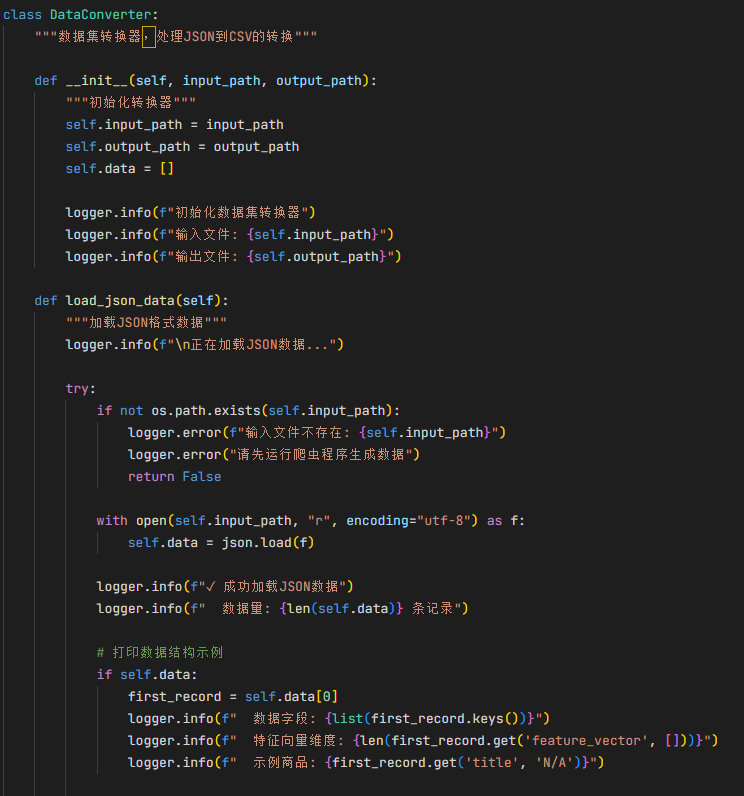 class DataConverter:
    """数据集转换器，处理JSON到CSV的转换"""
    def __init__(self, input_path, output_path):
        """初始化转换器"""
        self.input_path = input_path
        self.output_path = output_path
        self.data = []
        logger.info(f"初始化数据集转换器")
        logger.info(f"输入文件: {self.input_path}")
        logger.info(f"输出文件: {self.output_path}")
    def load_json_data(self):
        """加载JSON格式数据"""
        logger.info(f"\n正在加载JSON数据...")
        try:
            if not os.path.exists(self.input_path):
                logger.error(f"输入文件不存在: {self.input_path}")
                logger.error("请先运行爬虫程序生成数据")
                return False
            with open(self.input_path, "r", encoding="utf-8") as f:
                self.data = json.load(f)
            logger.info(f"✓ 成功加载JSON数据")
            logger.info(f"  数据量: {len(self.data)} 条记录")
            # 打印数据结构示例
            if self.data:
                first_record = self.data[0]
                logger.info(f"  数据字段: {list(first_record.keys())}")
                logger.info(f"  特征向量维度: {len(first_record.get('feature_vector', []))}")
                logger.info(f"  示例商品: {first_record.get('title', 'N/A')}")